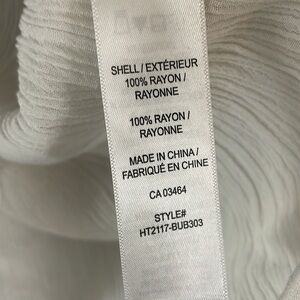 SHELL / EXTÉRIEUR
100% RAYON /
RAYONNE
100% RAYON /
RAYONNE
MADE IN CHINA /
FABRIQUÉ EN CHINE
CA 03464
STYLE#
HT2117-BUB303